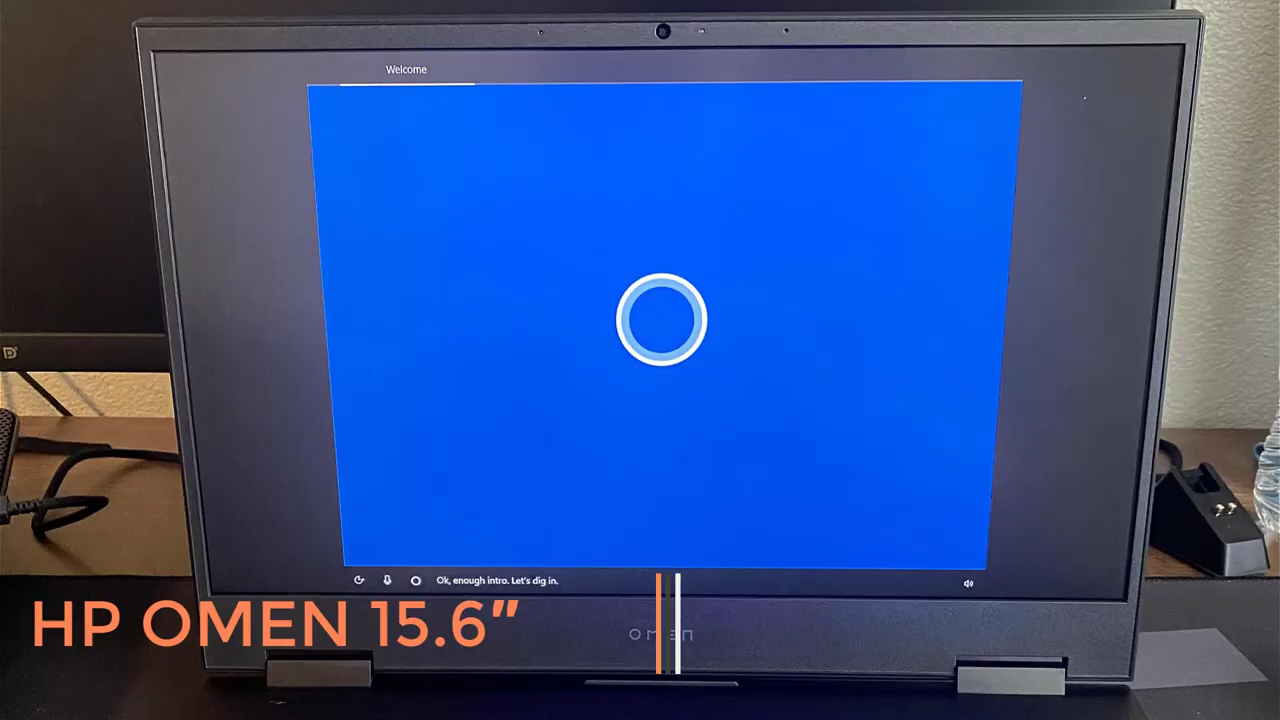 Welcome
Ok, enough intro. Let's dig in.
HP OMEN 15.6"
OMEN